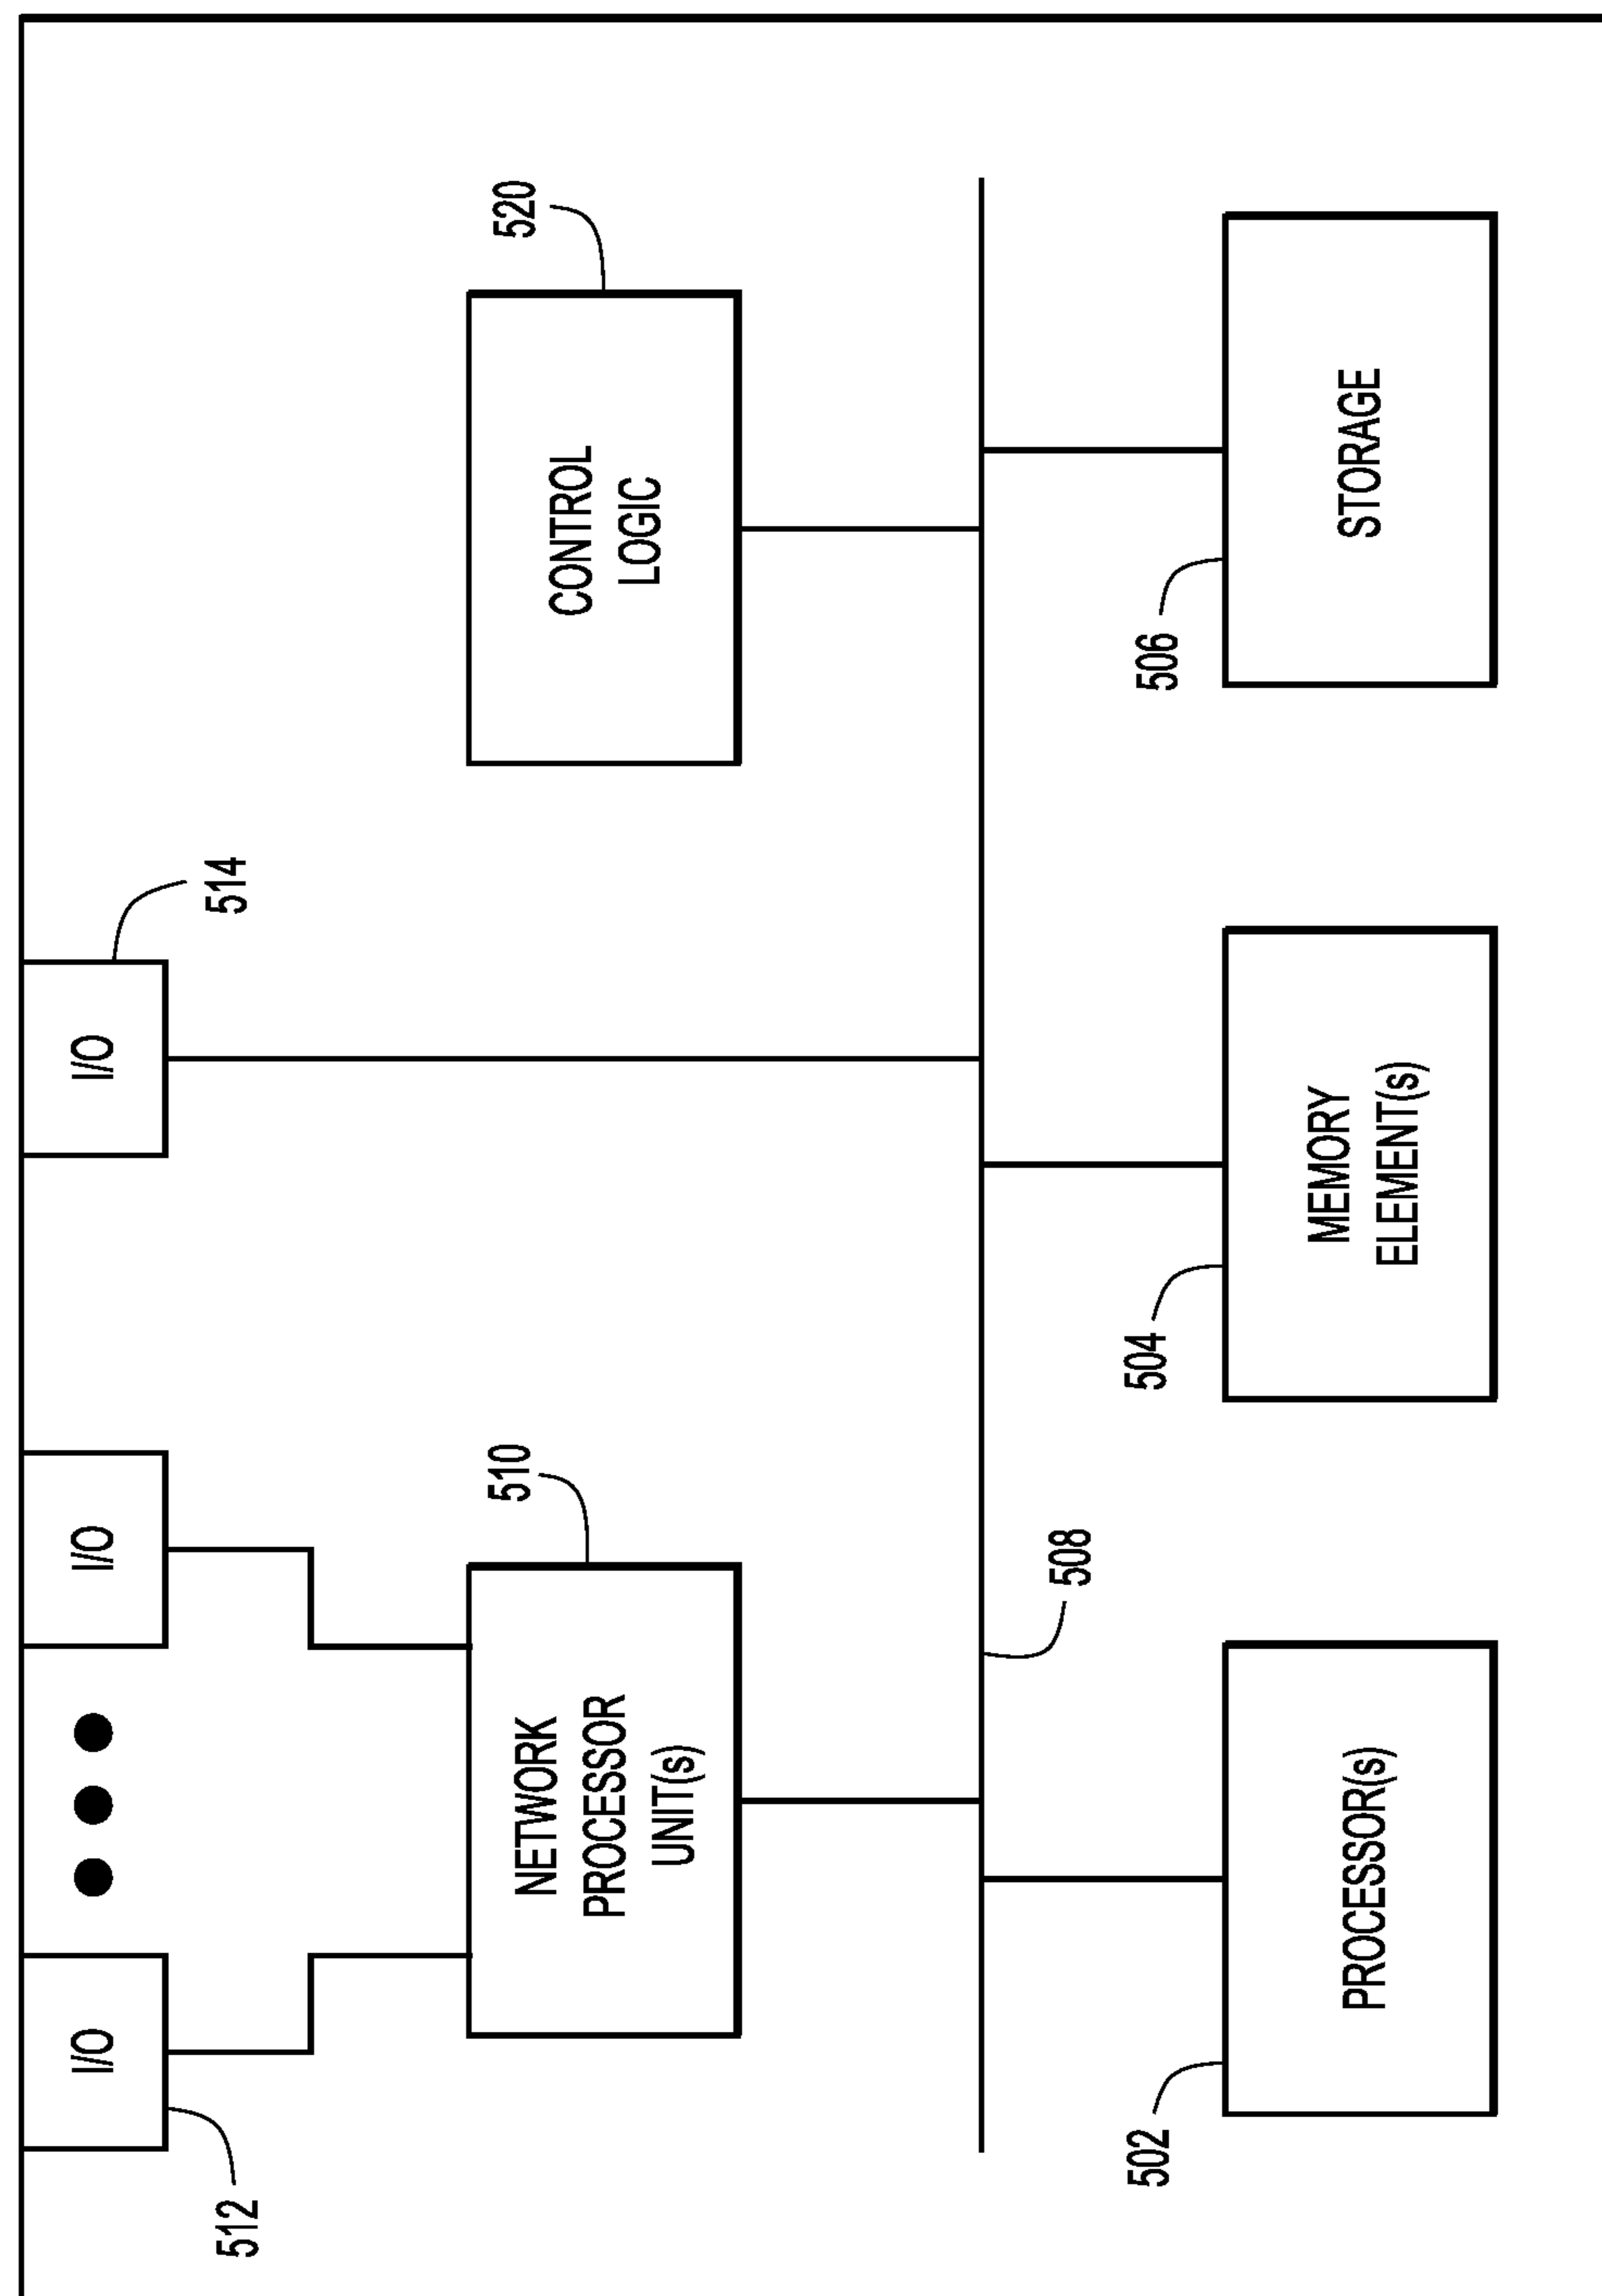 512
I/O
I/O
I/O
514
NETWORK
PROCESSOR
UNIT(s)
510
CONTROL
LOGIC
520
508
502
PROCESSOR(s)
504
MEMORY
ELEMENT(s)
506
STORAGE